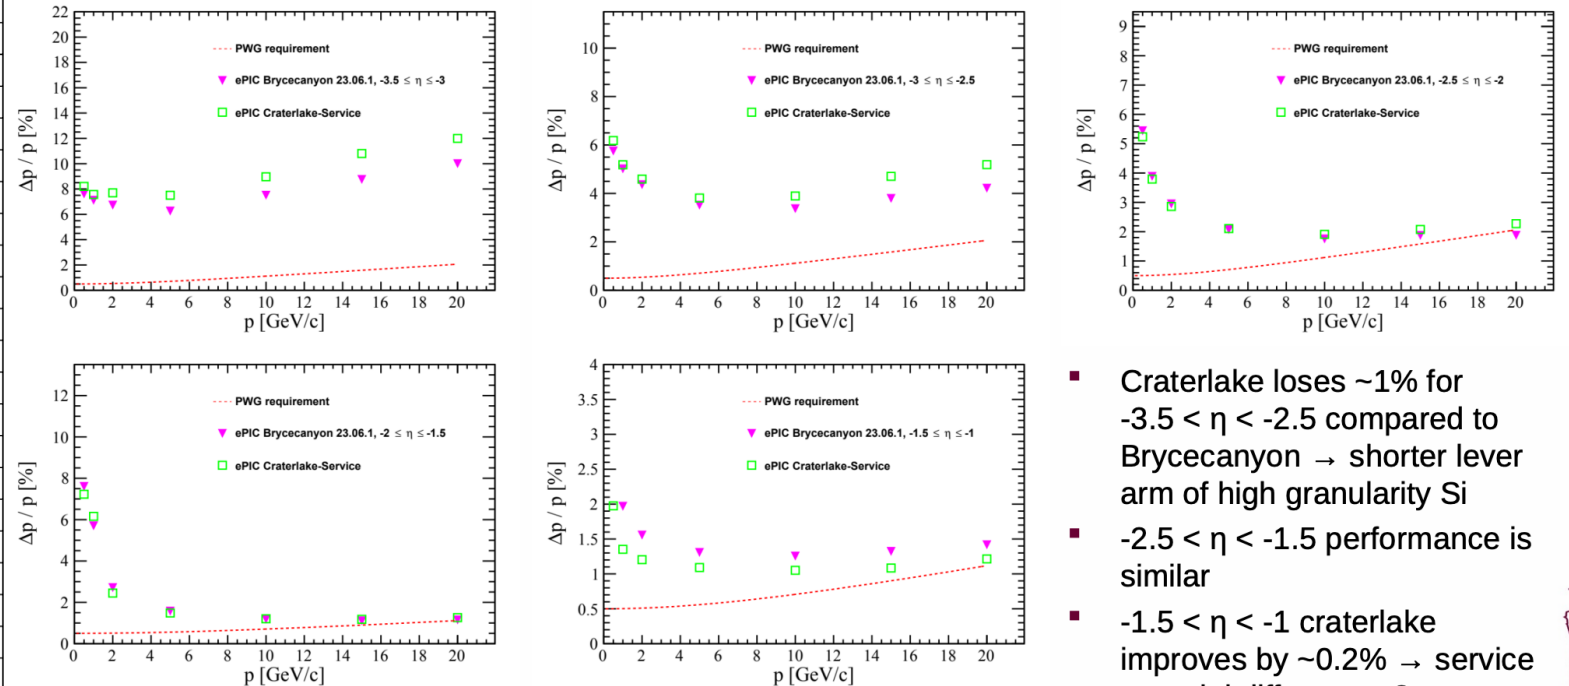 22
20
18
16
14
12
10
8
6
4
2
0
Δp / p [%]
PWG requirement
ePIC Brycecanyon 23.06.1, -3.5 ≤ η ≤ -3
ePIC Craterlake-Service
0 2 4 6 8 10 12 14 16 18 20
p [GeV/c]
10
8
6
4
2
0
Δp / p [%]
PWG requirement
ePIC Brycecanyon 23.06.1, -3 ≤ η ≤ -2.5
ePIC Craterlake-Service
0 2 4 6 8 10 12 14 16 18 20
p [GeV/c]
9
8
7
6
5
4
3
2
1
0
Δp / p [%]
PWG requirement
ePIC Brycecanyon 23.06.1, -2.5 ≤ η ≤ -2
ePIC Craterlake-Service
0 2 4 6 8 10 12 14 16 18 20
p [GeV/c]
12
10
8
6
4
2
0
Δp / p [%]
PWG requirement
ePIC Brycecanyon 23.06.1, -2 ≤ η ≤ -1.5
ePIC Craterlake-Service
0 2 4 6 8 10 12 14 16 18 20
p [GeV/c]
4
3.5
3
2.5
2
1.5
1
0.5
0
Δp / p [%]
PWG requirement
ePIC Brycecanyon 23.06.1, -1.5 ≤ η ≤ -1
ePIC Craterlake-Service
0 2 4 6 8 10 12 14 16 18 20
p [GeV/c]
▪ Craterlake loses ~1% for
-3.5 < η < -2.5 compared to
Brycecanyon → shorter lever
arm of high granularity Si
▪ -2.5 < η < -1.5 performance is
similar
▪ -1.5 < η < -1 craterlake
improves by ~0.2% → service